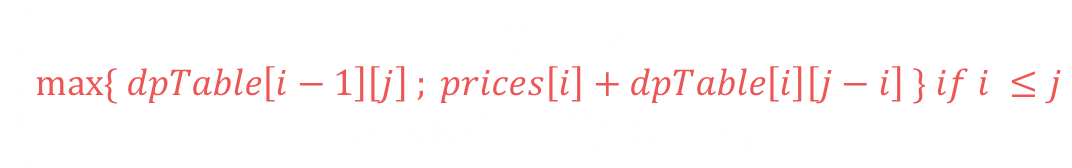 max{ dpTable[i − 1][j] ; prices[i] + dpTable[i][j − i] } if i ≤ j